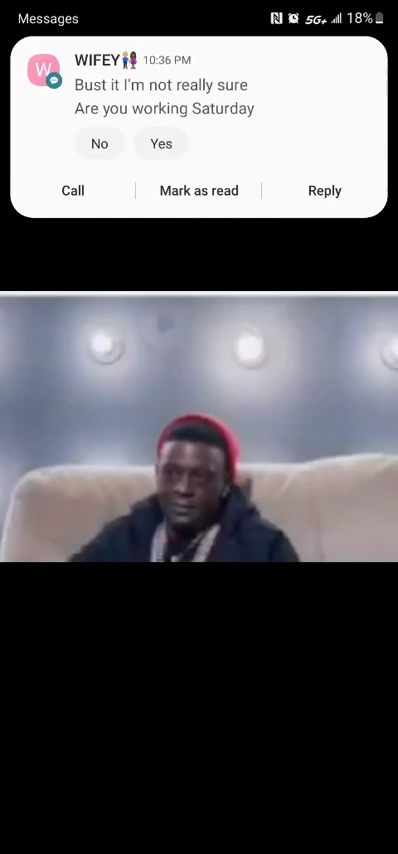 Messages 5G+ 18%
W WIFEY👫🏾 10:36 PM
Bust it I'm not really sure
Are you working Saturday
No Yes
Call Mark as read Reply